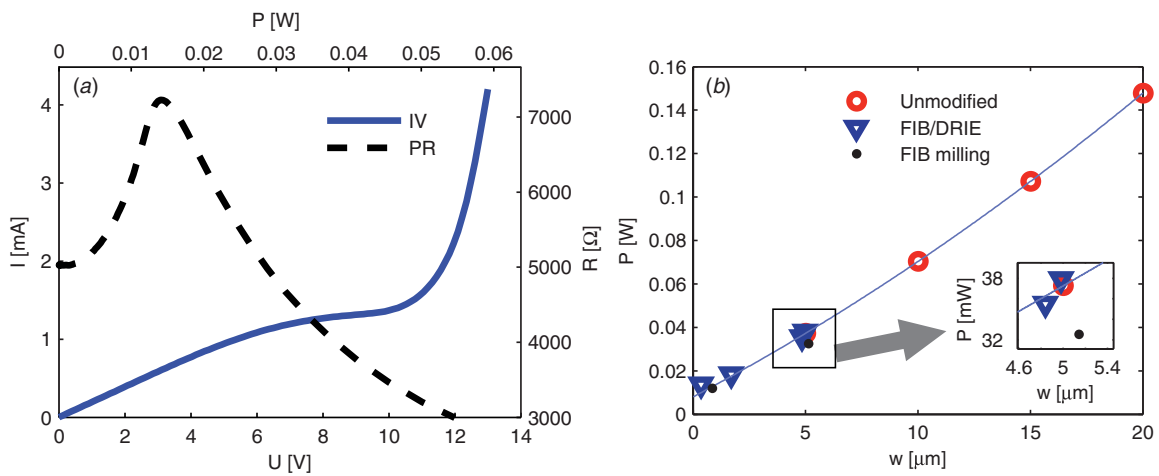 P [W]
0 0.01 0.02 0.03 0.04 0.05 0.06
(a)
IV
PR
I [mA]
4
3
2
1
0
R [Ω]
7000
6000
5000
4000
3000
0 2 4 6 8 10 12 14
U [V]
(b)
Unmodified
FIB/DRIE
FIB milling
P [W]
0.16
0.14
0.12
0.1
0.08
0.06
0.04
0.02
0
0 5 10 15 20
w [μm]
P [mW]
38
32
4.6 5 5.4
w [μm]